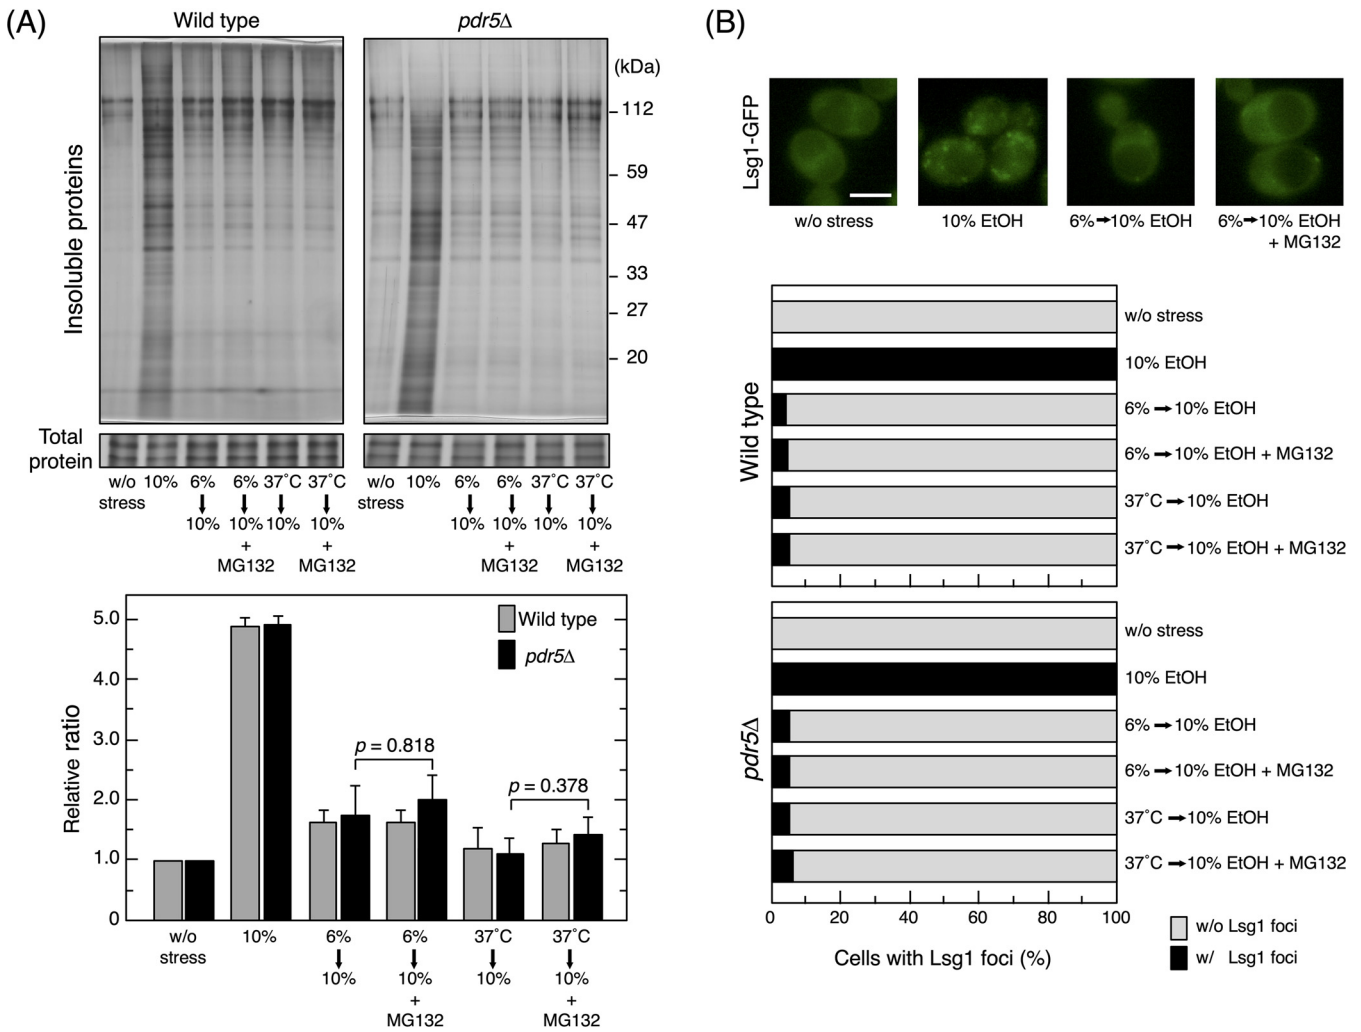 (A)
Wild type
pdr5Δ
(kDa)
112
59
47
33
27
20
Insoluble proteins
Total
protein
w/o
stress
10%
6%
10%
6%
10%
+
MG132
37˚C
10%
37˚C
10%
+
MG132
w/o
stress
10%
6%
10%
6%
10%
+
MG132
37˚C
10%
37˚C
10%
+
MG132
Relative ratio
5.0
4.0
3.0
2.0
1.0
0
Wild type
pdr5Δ
p = 0.818
p = 0.378
w/o
stress
10%
6%
10%
6%
10%
+
MG132
37˚C
10%
37˚C
10%
+
MG132
(B)
Lsg1-GFP
w/o stress
10% EtOH
6%➞10% EtOH
6%➞10% EtOH
+ MG132
Wild type
w/o stress
10% EtOH
6% ➞10% EtOH
6% ➞10% EtOH + MG132
37˚C ➞10% EtOH
37˚C ➞10% EtOH + MG132
pdr5Δ
w/o stress
10% EtOH
6% ➞10% EtOH
6% ➞10% EtOH + MG132
37˚C ➞10% EtOH
37˚C ➞10% EtOH + MG132
0 20 40 60 80 100
Cells with Lsg1 foci (%)
w/o Lsg1 foci
w/ Lsg1 foci